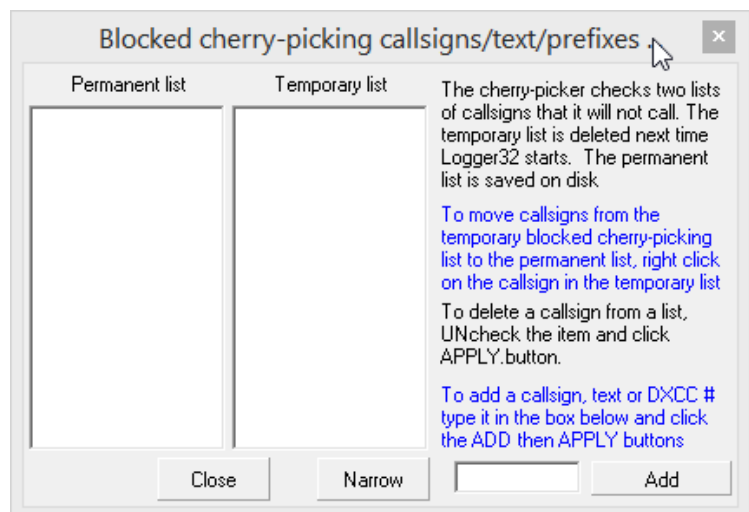 Blocked cherry-picking callsigns/text/prefixes .
Permanent list
Temporary list
The cherry-picker checks two lists
of callsigns that it will not call. The
temporary list is deleted next time
Logger32 starts.  The permanent
list is saved on disk
To move callsigns from the
temporary blocked cherry-picking
list to the permanent list, right click
on the callsign in the temporary list
To delete a callsign from a list,
UNcheck the item and click
APPLY.button.
To add a callsign, text or DXCC #
type it in the box below and click
the ADD then APPLY buttons
Close
Narrow
Add